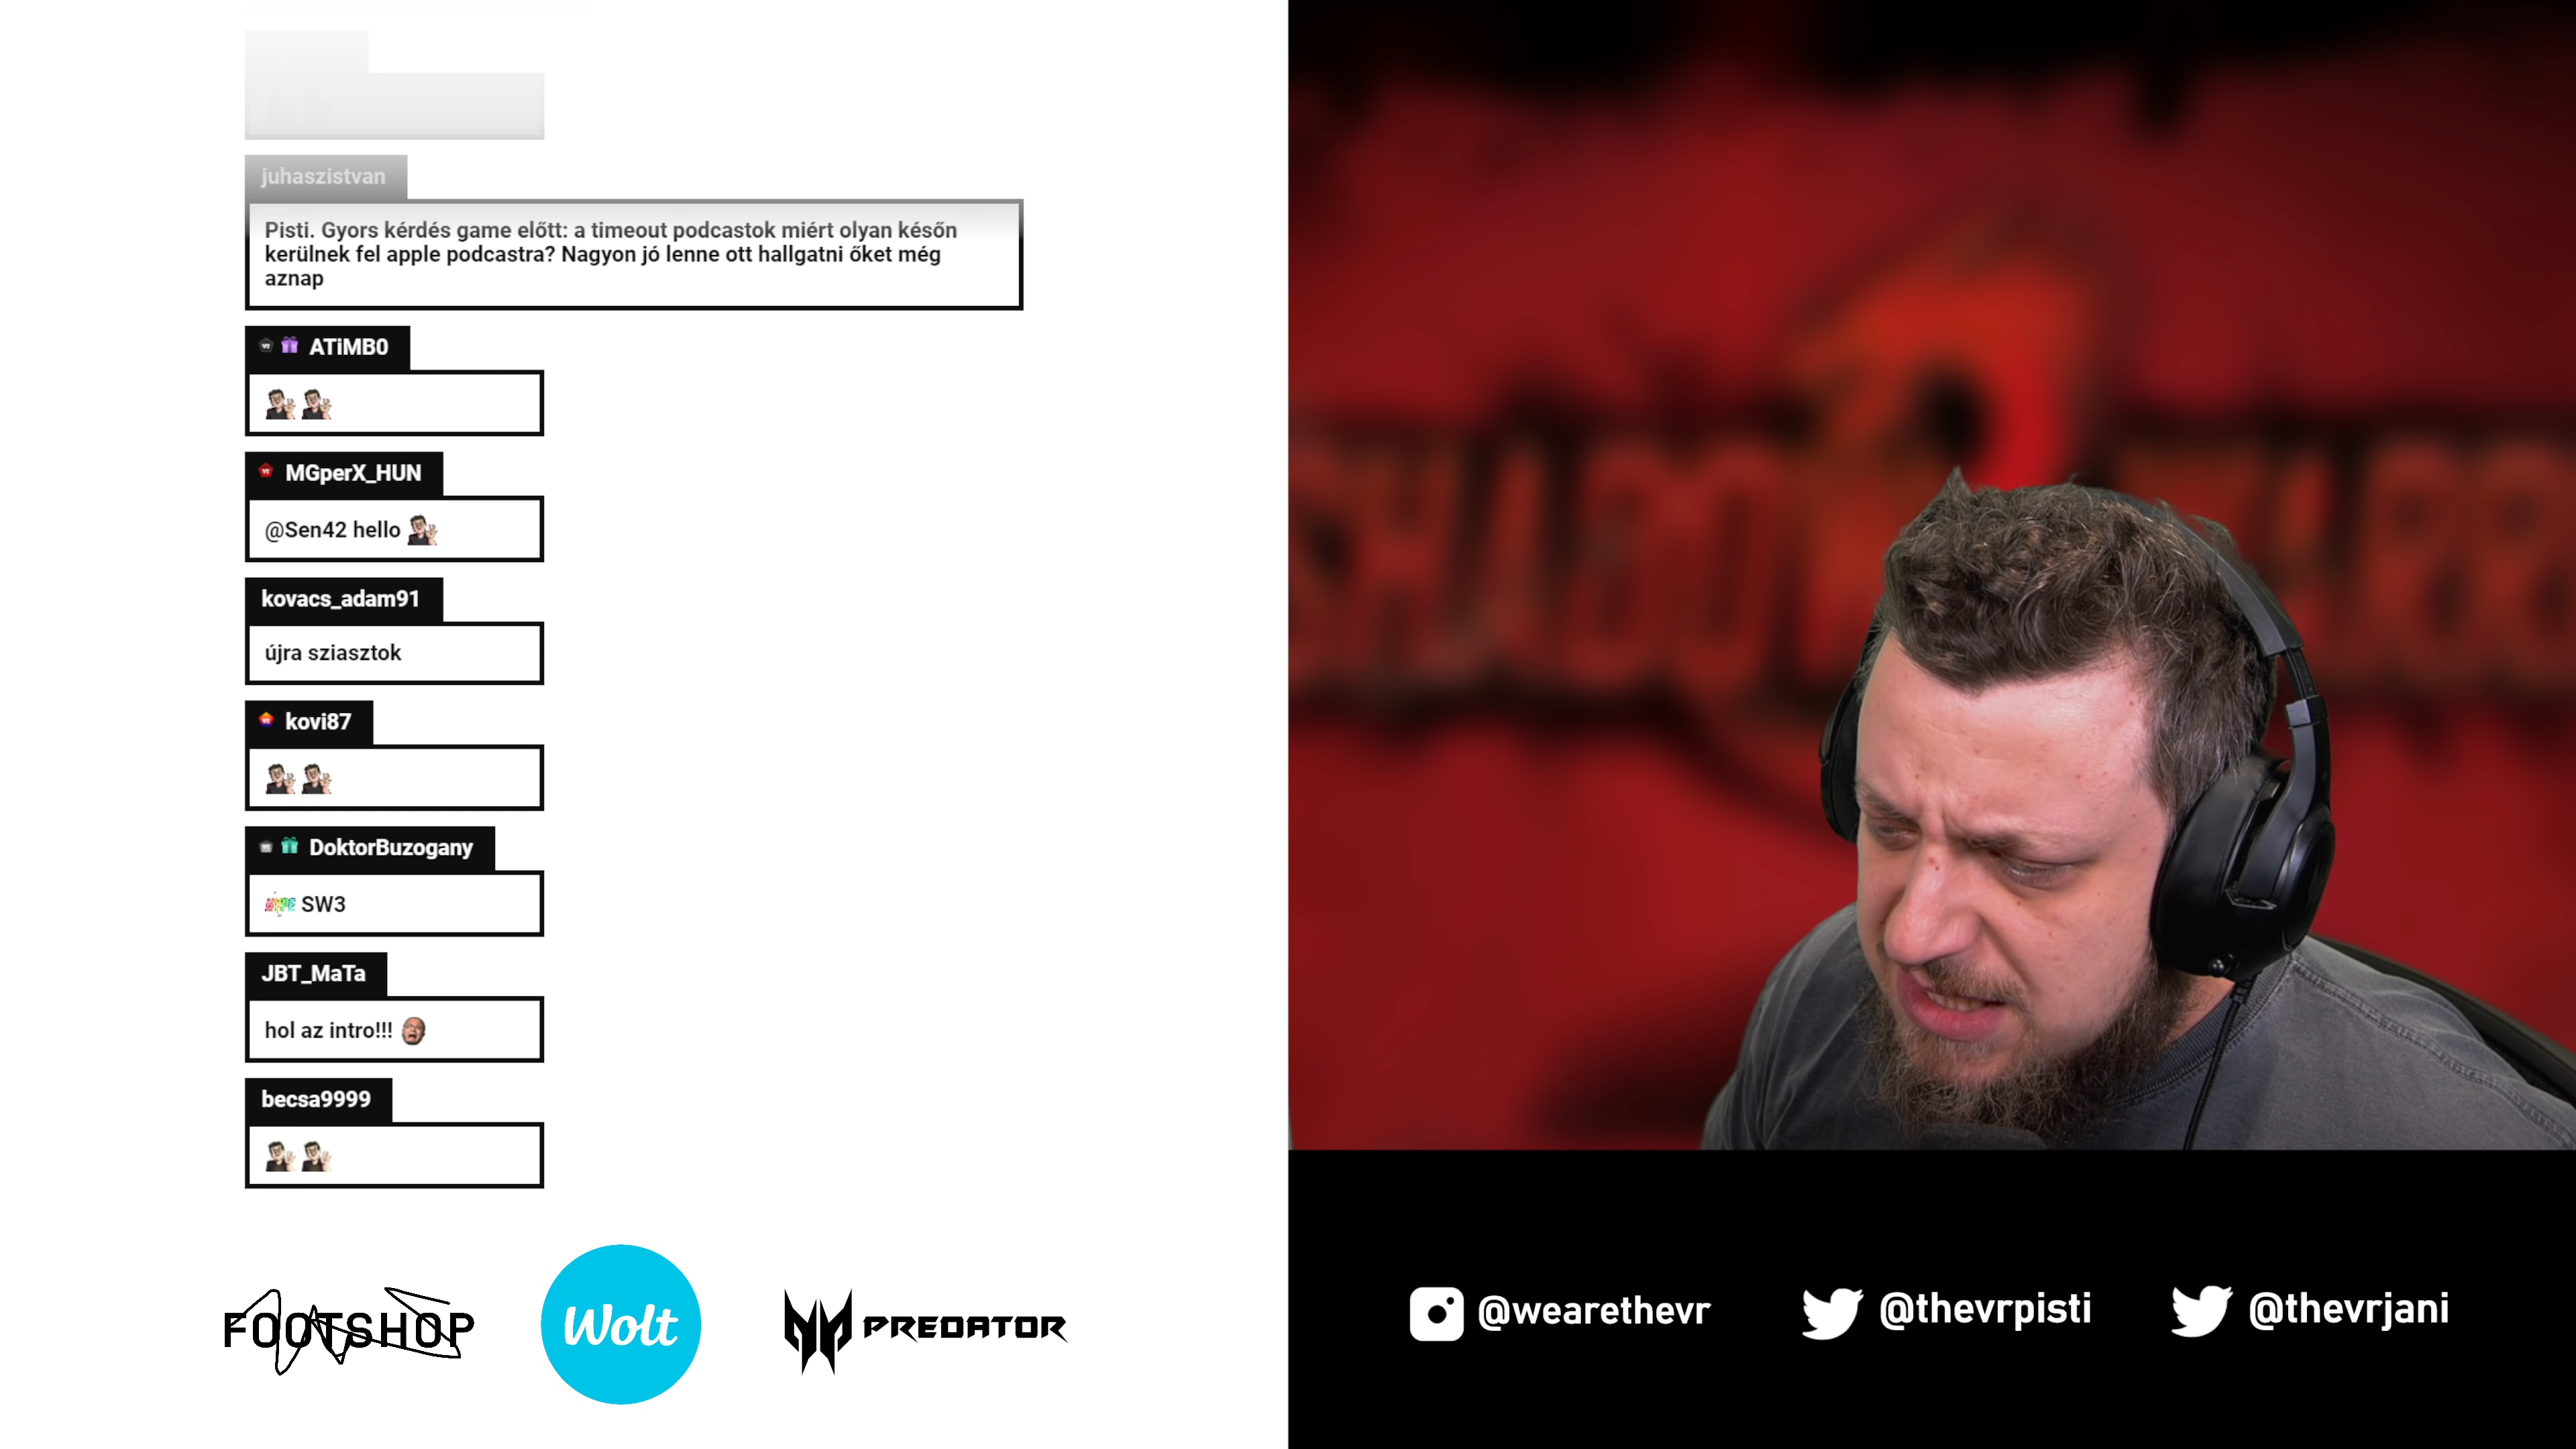 juhaszistvan
Pisti. Gyors kérdés game előtt: a timeout podcastok miért olyan későn
kerülnek fel apple podcastra? Nagyon jó lenne ott hallgatni őket még
aznap
ATiMB0
MGperX_HUN
@Sen42 hello
kovacs_adam91
újra sziasztok
kovi87
DoktorBuzogany
SW3
JBT_MaTa
hol az intro!!!
becsa9999
FOOTSHOP
Wolt
PREDATOR
@wearethevr
@thevrpisti
@thevrjani